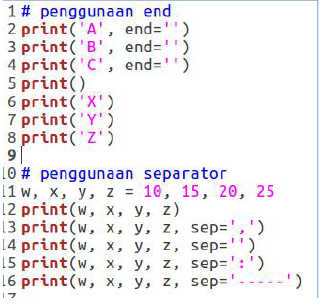 1 # penggunaan end
2 print('A', end='')
3 print('B', end='')
4 print('C', end='')
5 print()
6 print('X')
7 print('Y')
8 print('Z')
9
10 # penggunaan separator
11 w, x, y, z = 10, 15, 20, 25
12 print(w, x, y, z)
13 print(w, x, y, z, sep=',')
14 print(w, x, y, z, sep='')
15 print(w, x, y, z, sep=':')
16 print(w, x, y, z, sep='-----')